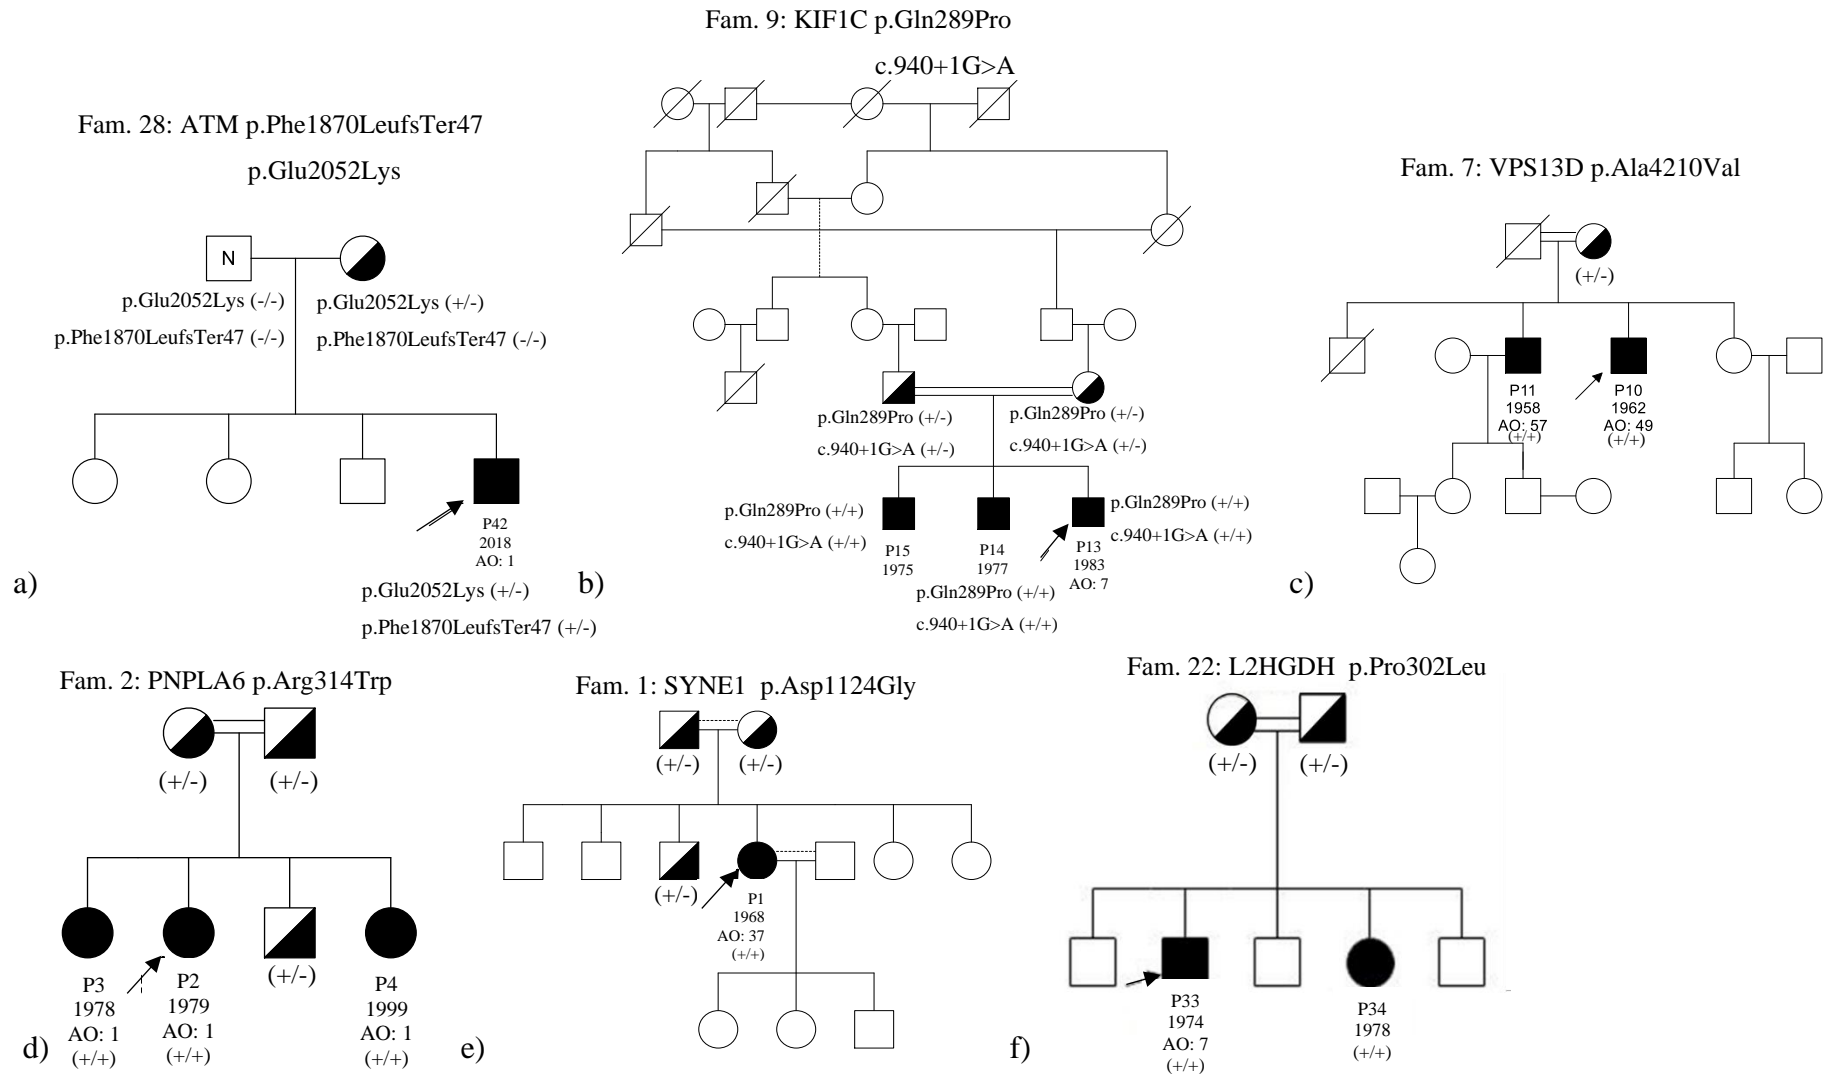 Fam. 28: ATM p.Phe1870LeufsTer47
p.Glu2052Lys
N
p.Glu2052Lys (-/-)
p.Phe1870LeufsTer47 (-/-)
p.Glu2052Lys (+/-)
p.Phe1870LeufsTer47 (-/-)
P42
2018
AO: 1
p.Glu2052Lys (+/-)
p.Phe1870LeufsTer47 (+/-)
a)
Fam. 9: KIF1C p.Gln289Pro
c.940+1G>A
p.Gln289Pro (+/-)
c.940+1G>A (+/-)
p.Gln289Pro (+/-)
c.940+1G>A (+/-)
p.Gln289Pro (+/+)
c.940+1G>A (+/+)
P15
1975
P14
1977
p.Gln289Pro (+/+)
c.940+1G>A (+/+)
P13
1983
AO: 7
p.Gln289Pro (+/+)
c.940+1G>A (+/+)
b)
Fam. 7: VPS13D p.Ala4210Val
(+/-)
P11
1958
AO: 57
(+/+)
P10
1962
AO: 49
(+/+)
c)
Fam. 2: PNPLA6 p.Arg314Trp
(+/-)
(+/-)
P3
1978
AO: 1
(+/+)
P2
1979
AO: 1
(+/+)
(+/-)
P4
1999
AO: 1
(+/+)
d)
Fam. 1: SYNE1 p.Asp1124Gly
(+/-)
(+/-)
(+/-)
P1
1968
AO: 37
(+/+)
e)
Fam. 22: L2HGDH p.Pro302Leu
(+/-)
(+/-)
P33
1974
AO: 7
(+/+)
P34
1978
(+/+)
f)